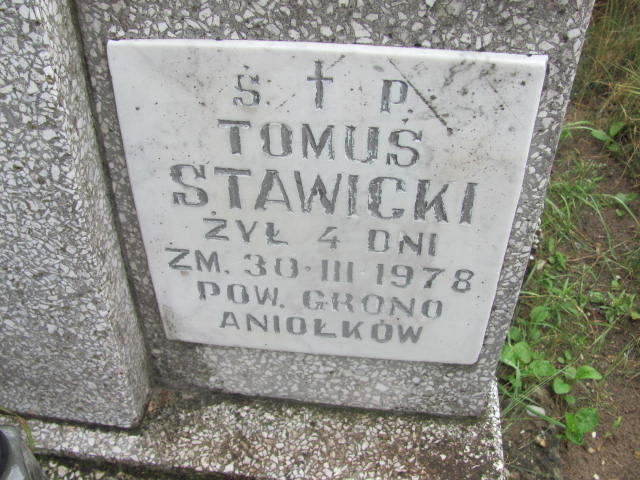 Ś. † P.
TOMUŚ
STAWICKI
ŻYŁ 4 DNI
ZM. 30 III 1978
POW. GRONO
ANIOŁKÓW